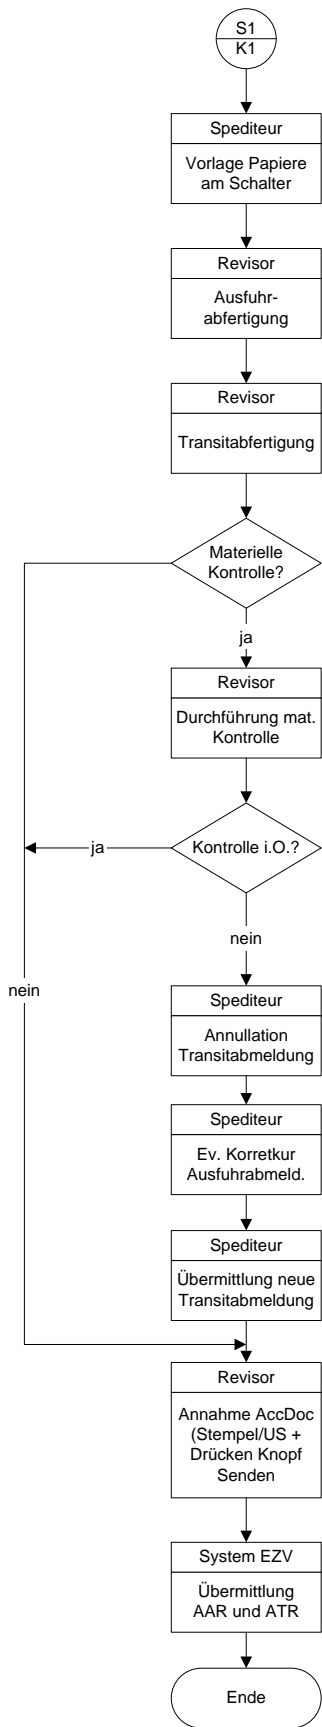 S1
K1
Spediteur
Vorlage Papiere
am Schalter
Revisor
Ausfuhr-
abfertigung
Revisor
Transitabfertigung
Materielle
Kontrolle?
ja
Revisor
Durchführung mat.
Kontrolle
Kontrolle i.O.?
ja
nein
nein
Spediteur
Annullation
Transitabmeldung
Spediteur
Ev. Korretkur
Ausfuhrabmeld.
Spediteur
Übermittlung neue
Transitabmeldung
Revisor
Annahme AccDoc
(Stempel/US +
Drücken Knopf
Senden
System EZV
Übermittlung
AAR und ATR
Ende